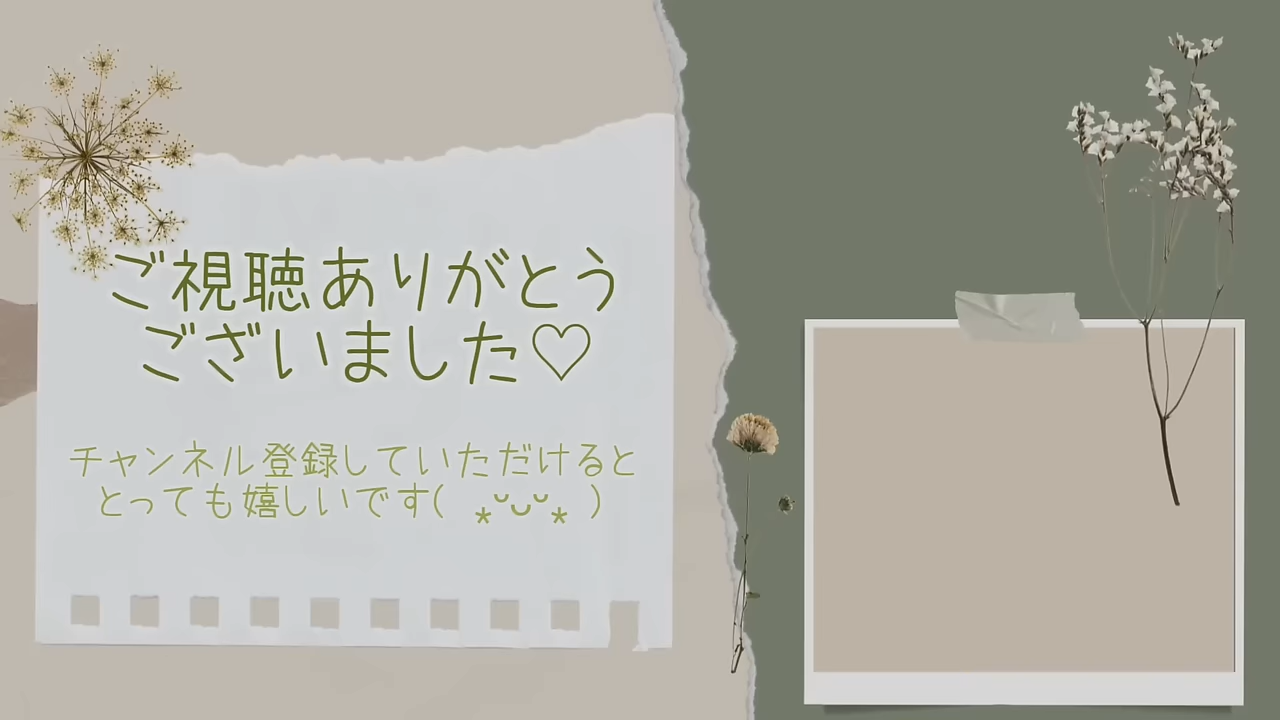 ご視聴ありがとう
ございました♡
チャンネル登録していただけると
とっても嬉しいです( ⁎ᵕᴗᵕ⁎ )